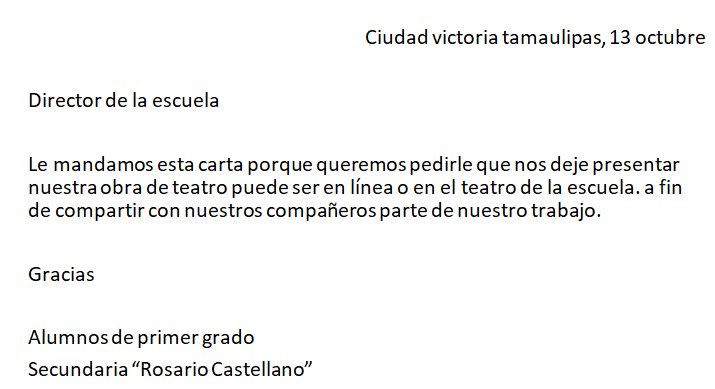 Ciudad victoria tamaulipas, 13 octubre
Director de la escuela
Le mandamos esta carta porque queremos pedirle que nos deje presentar
nuestra obra de teatro puede ser en línea o en el teatro de la escuela. a fin
de compartir con nuestros compañeros parte de nuestro trabajo.
Gracias
Alumnos de primer grado
Secundaria “Rosario Castellano”